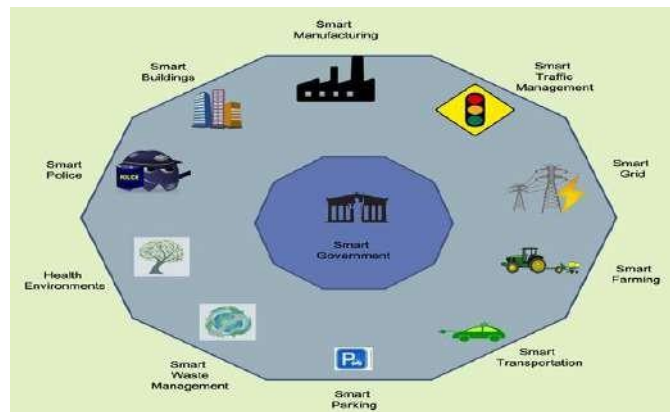 Smart
Manufacturing
Smart
Buildings
Smart
Traffic
Management
Smart
Police
POLICE
Smart
Grid
Smart
Government
Health
Environments
Smart
Farming
Smart
Waste
Management
P
Smart
Parking
Smart
Transportation